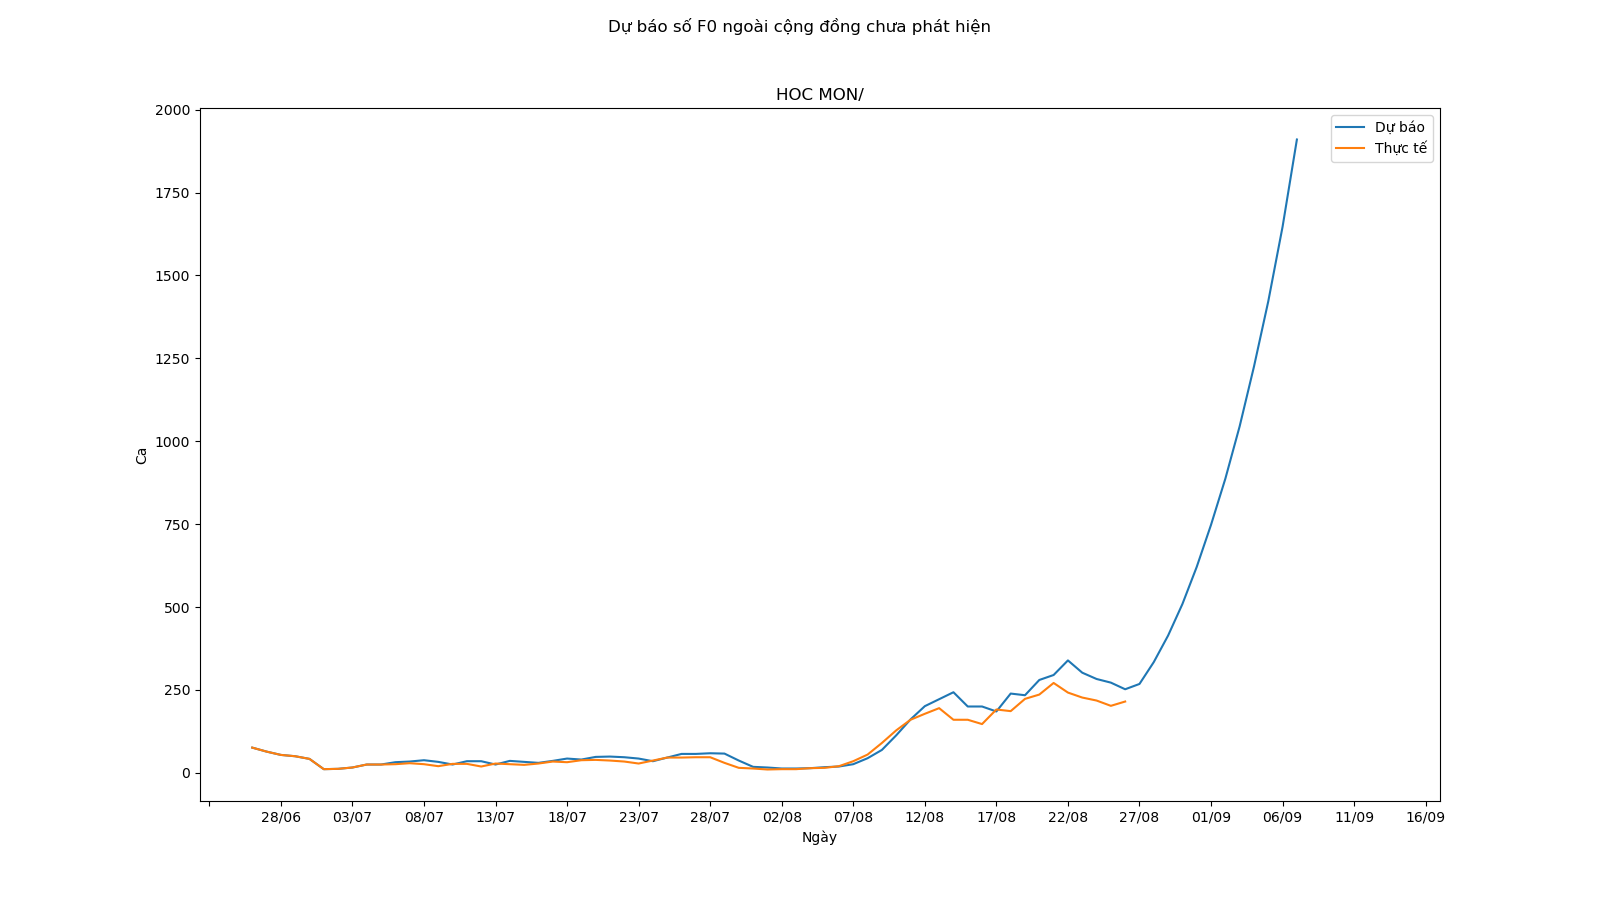 Dự báo số F0 ngoài cộng đồng chưa phát hiện
HOC MON/
Dự báo
Thực tế
2000
1750
1500
1250
1000
750
500
250
0
Ca
28/06 03/07 08/07 13/07 18/07 23/07 28/07 02/08 07/08 12/08 17/08 22/08 27/08 01/09 06/09 11/09 16/09
Ngày